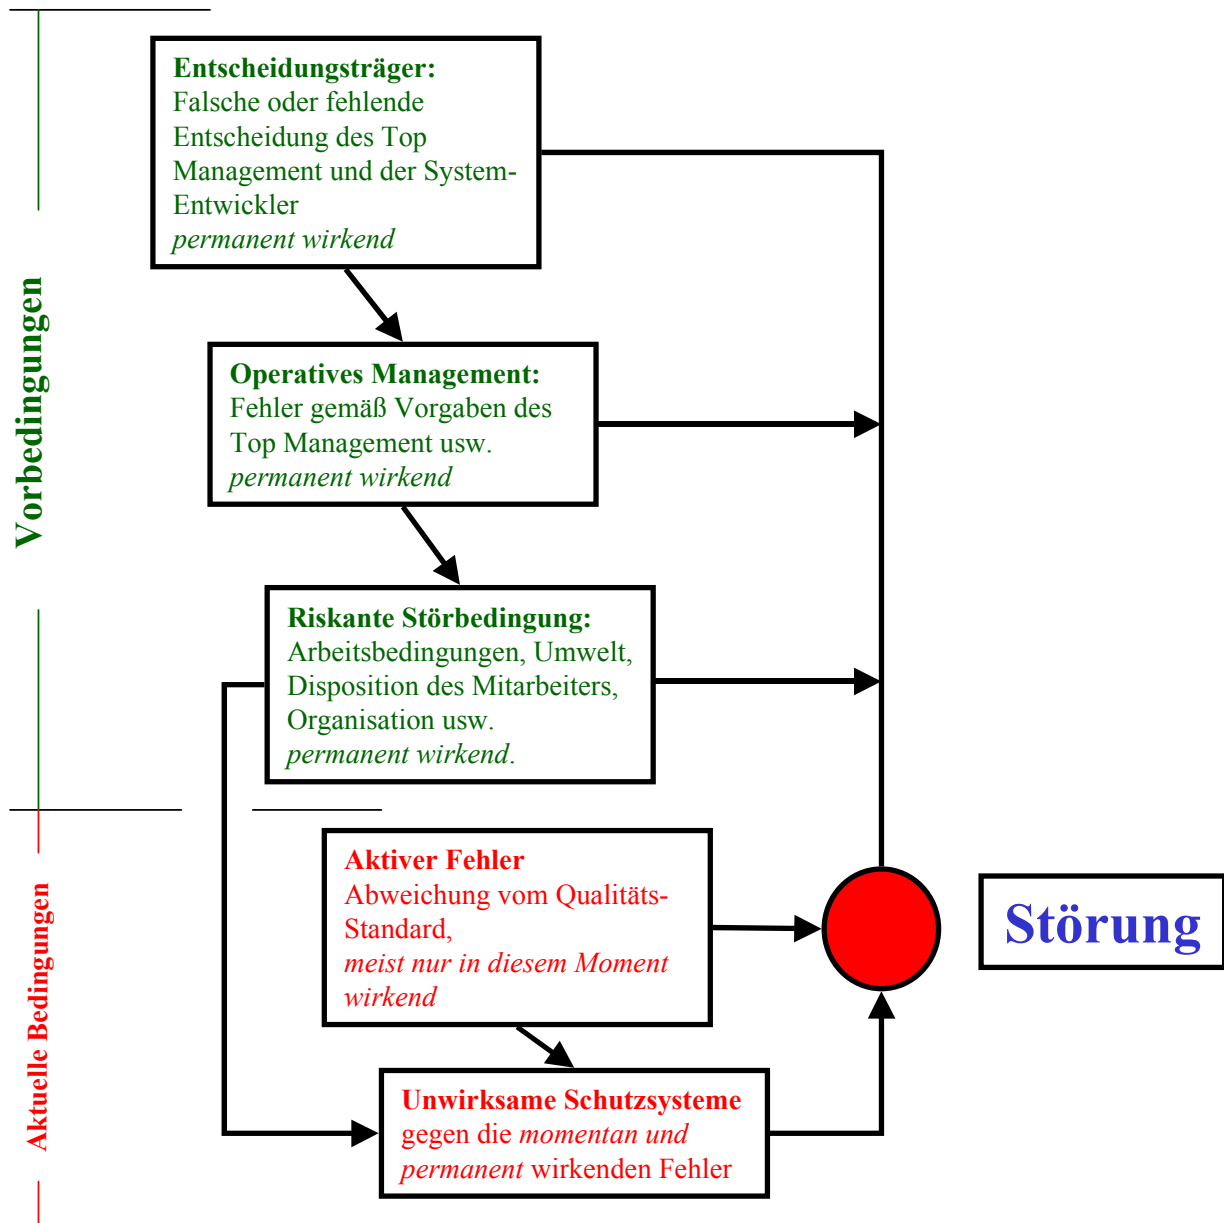 Vorbedingungen
Entscheidungsträger:
Falsche oder fehlende
Entscheidung des Top
Management und der System-
Entwickler
permanent wirkend
Operatives Management:
Fehler gemäß Vorgaben des
Top Management usw.
permanent wirkend
Riskante Störbedingung:
Arbeitsbedingungen, Umwelt,
Disposition des Mitarbeiters,
Organisation usw.
permanent wirkend.
Aktuelle Bedingungen
Aktiver Fehler
Abweichung vom Qualitäts-
Standard,
meist nur in diesem Moment
wirkend
Störung
Unwirksame Schutzsysteme
gegen die momentan und
permanent wirkenden Fehler